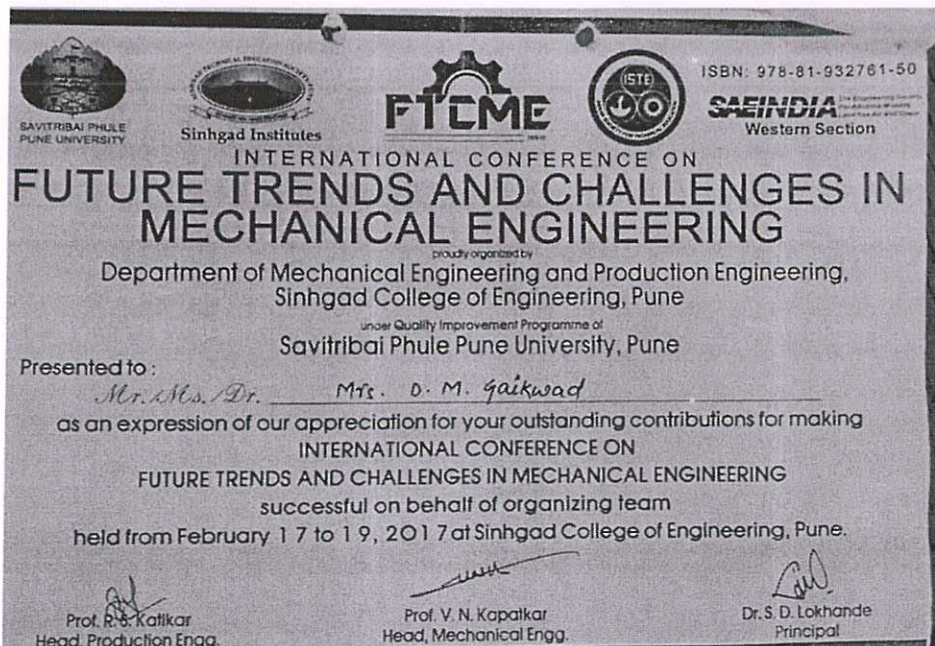 SAVITRIBAI PHULE
PUNE UNIVERSITY
Sinhgad Institutes
FTCME
ISTE
ISBN: 978-81-932761-50
SAEINDIA
Western Section
INTERNATIONAL CONFERENCE ON
FUTURE TRENDS AND CHALLENGES IN
MECHANICAL ENGINEERING
proudly organized by
Department of Mechanical Engineering and Production Engineering,
Sinhgad College of Engineering, Pune
under Quality Improvement Programme of
Savitribai Phule Pune University, Pune
Presented to :
Mr./Ms./Dr. Mrs. D. M. Gaikwad
as an expression of our appreciation for your outstanding contributions for making
INTERNATIONAL CONFERENCE ON
FUTURE TRENDS AND CHALLENGES IN MECHANICAL ENGINEERING
successful on behalf of organizing team
held from February 17 to 19, 2017 at Sinhgad College of Engineering, Pune.
Prof. R. S. Katikar
Head, Production Engg.
Prof. V. N. Kapatkar
Head, Mechanical Engg.
Dr. S. D. Lokhande
Principal